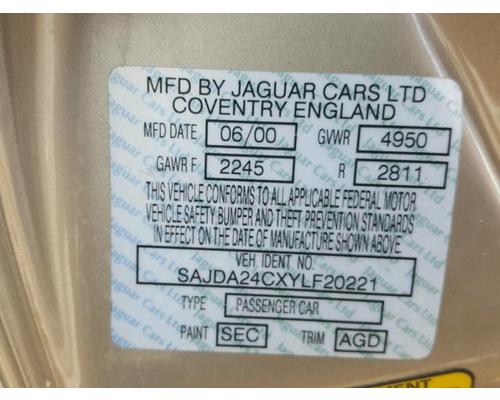 MFD BY JAGUAR CARS LTD
COVENTRY ENGLAND
MFD DATE 06/00 GVWR 4950
GAWR F 2245 R 2811
THIS VEHICLE CONFORMS TO ALL APPLICABLE FEDERAL MOTOR
VEHICLE SAFETY BUMPER AND THEFT PREVENTION STANDARDS
IN EFFECT ON THE DATE OF MANUFACTURE SHOWN ABOVE.
VEH. IDENT NO.
SAJDA24CXYLF20221
TYPE PASSENGER CAR
PAINT SEC TRIM AGD